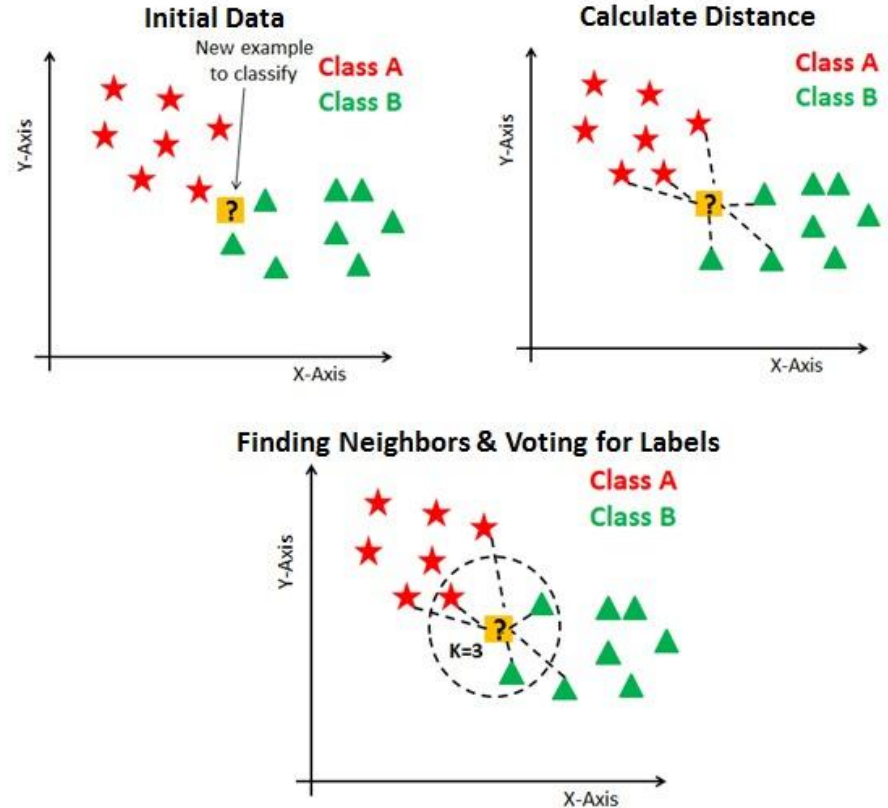 Initial Data
New example
to classify
Class A
Class B
Y-Axis
?
X-Axis
Calculate Distance
Class A
Class B
Y-Axis
?
X-Axis
Finding Neighbors & Voting for Labels
Class A
Class B
Y-Axis
?
K=3
X-Axis